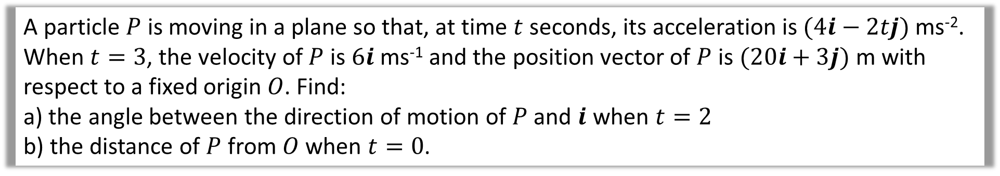 A particle P is moving in a plane so that, at time t seconds, its acceleration is (4i − 2tj) ms⁻².
When t = 3, the velocity of P is 6i ms⁻¹ and the position vector of P is (20i + 3j) m with
respect to a fixed origin O. Find:
a) the angle between the direction of motion of P and i when t = 2
b) the distance of P from O when t = 0.